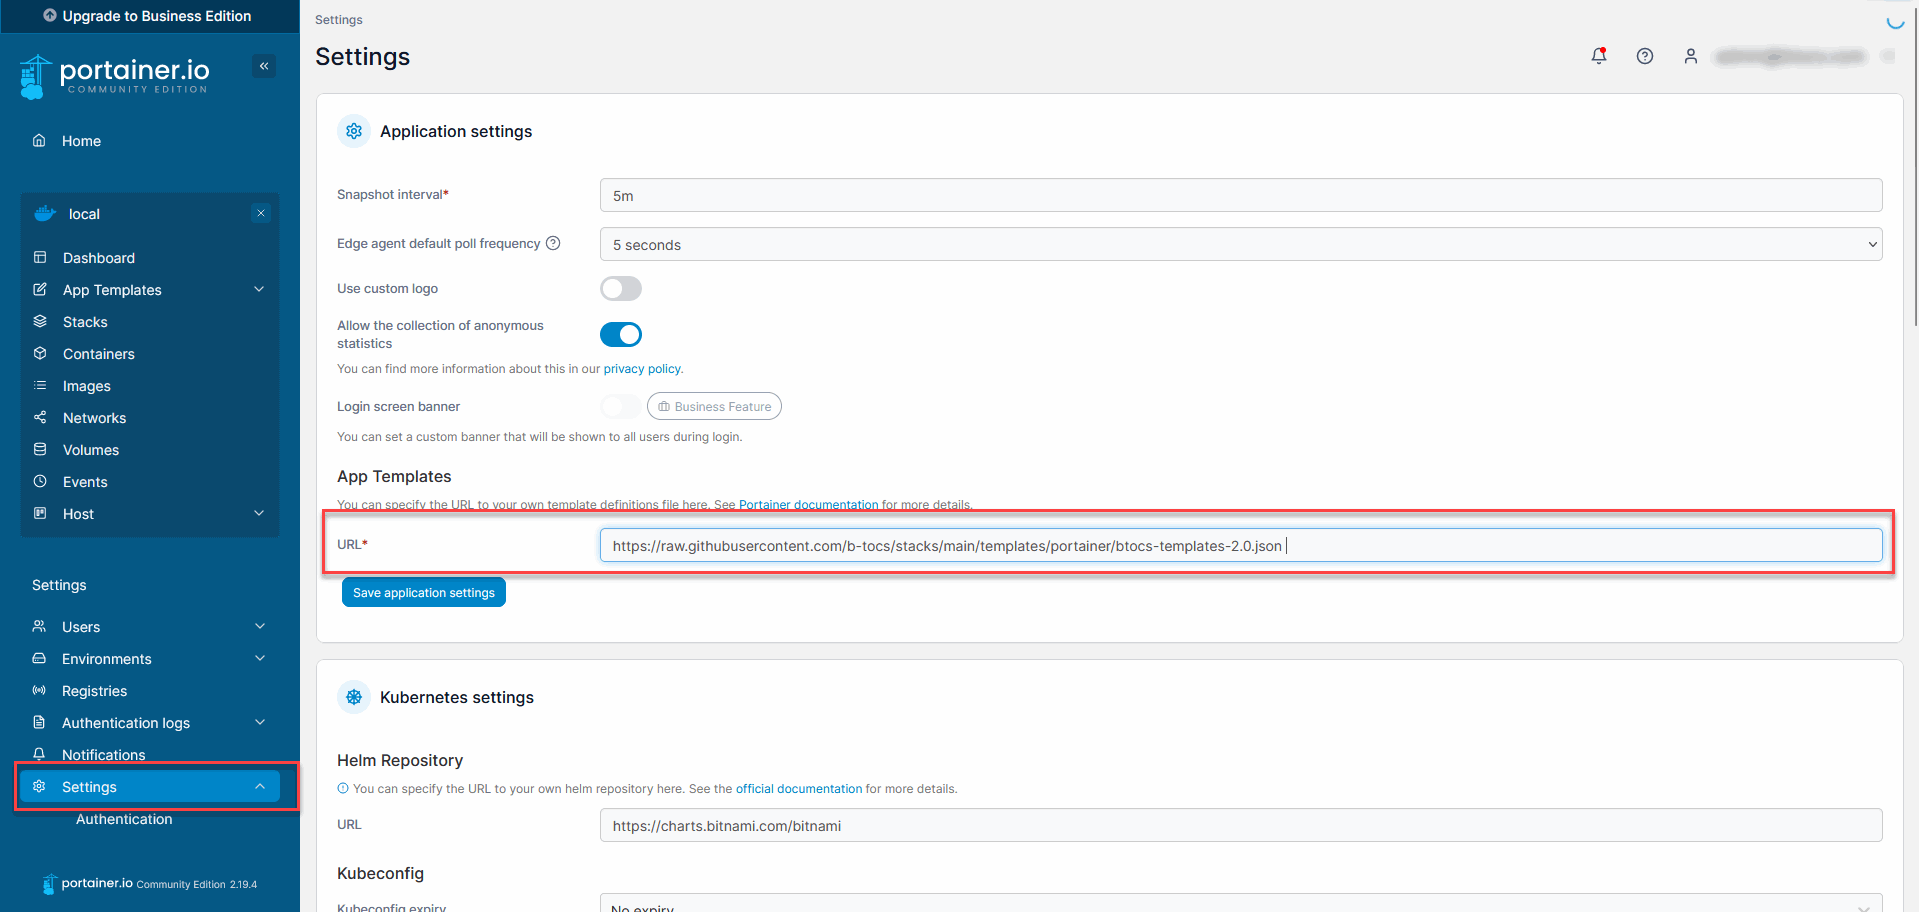 Upgrade to Business Edition
portainer.io
COMMUNITY EDITION
Home
local
Dashboard
App Templates
Stacks
Containers
Images
Networks
Volumes
Events
Host
Settings
Users
Environments
Registries
Authentication logs
Notifications
Settings
Authentication
portainer.io Community Edition 2.19.4
Settings
Settings
Application settings
Snapshot interval*
5m
Edge agent default poll frequency
5 seconds
Use custom logo
Allow the collection of anonymous
statistics
You can find more information about this in our privacy policy.
Login screen banner
Business Feature
You can set a custom banner that will be shown to all users during login.
App Templates
You can specify the URL to your own template definitions file here. See Portainer documentation for more details.
URL*
https://raw.githubusercontent.com/b-tocs/stacks/main/templates/portainer/btocs-templates-2.0.json
Save application settings
Kubernetes settings
Helm Repository
You can specify the URL to your own helm repository here. See the official documentation for more details.
URL
https://charts.bitnami.com/bitnami
Kubeconfig
Kubeconfig expiry
No expiry